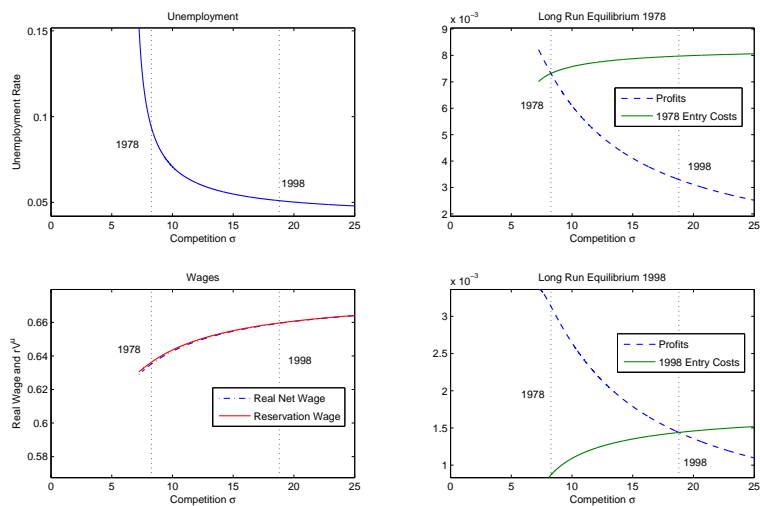 Unemployment
0.15
0.1
0.05
Unemployment Rate
1978
1998
0 5 10 15 20 25
Competition σ
Long Run Equilibrium 1978
x 10⁻³
9
8
7
6
5
4
3
2
1978
Profits
1978 Entry Costs
1998
0 5 10 15 20 25
Competition σ
Wages
0.66
0.64
0.62
0.6
0.58
Real Wage and rVᵘ
1978
1998
Real Net Wage
Reservation Wage
0 5 10 15 20 25
Competition σ
Long Run Equilibrium 1998
x 10⁻³
3.5
3
2.5
2
1.5
1
1978
Profits
1998 Entry Costs
1998
0 5 10 15 20 25
Competition σ